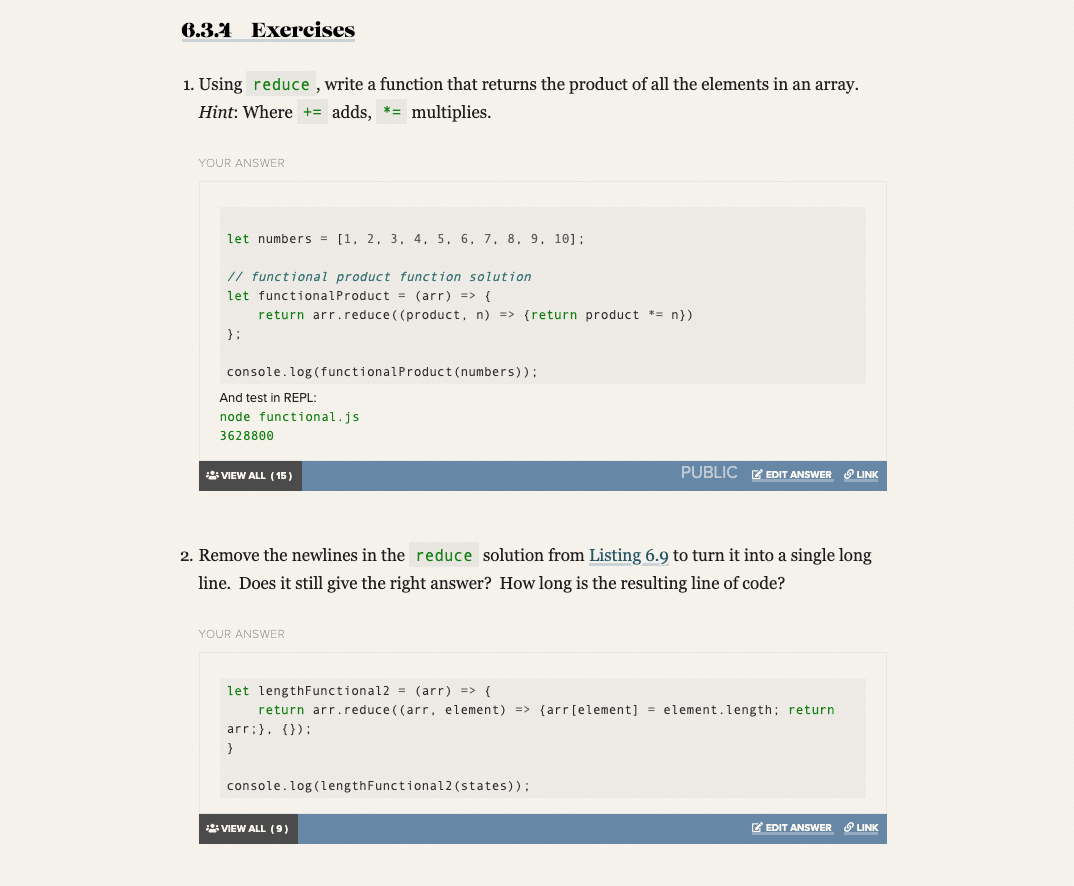 6.3.4 Exercises
1. Using reduce , write a function that returns the product of all the elements in an array.
Hint: Where += adds, *= multiplies.
YOUR ANSWER
let numbers = [1, 2, 3, 4, 5, 6, 7, 8, 9, 10];
// functional product function solution
let functionalProduct = (arr) => {
    return arr.reduce((product, n) => {return product *= n})
};
console.log(functionalProduct(numbers));
And test in REPL:
node functional.js
3628800
VIEW ALL (15) PUBLIC EDIT ANSWER LINK
2. Remove the newlines in the reduce solution from Listing 6.9 to turn it into a single long
line. Does it still give the right answer? How long is the resulting line of code?
YOUR ANSWER
let lengthFunctional2 = (arr) => {
    return arr.reduce((arr, element) => {arr[element] = element.length; return
arr;}, {});
}
console.log(lengthFunctional2(states));
VIEW ALL (9) EDIT ANSWER LINK